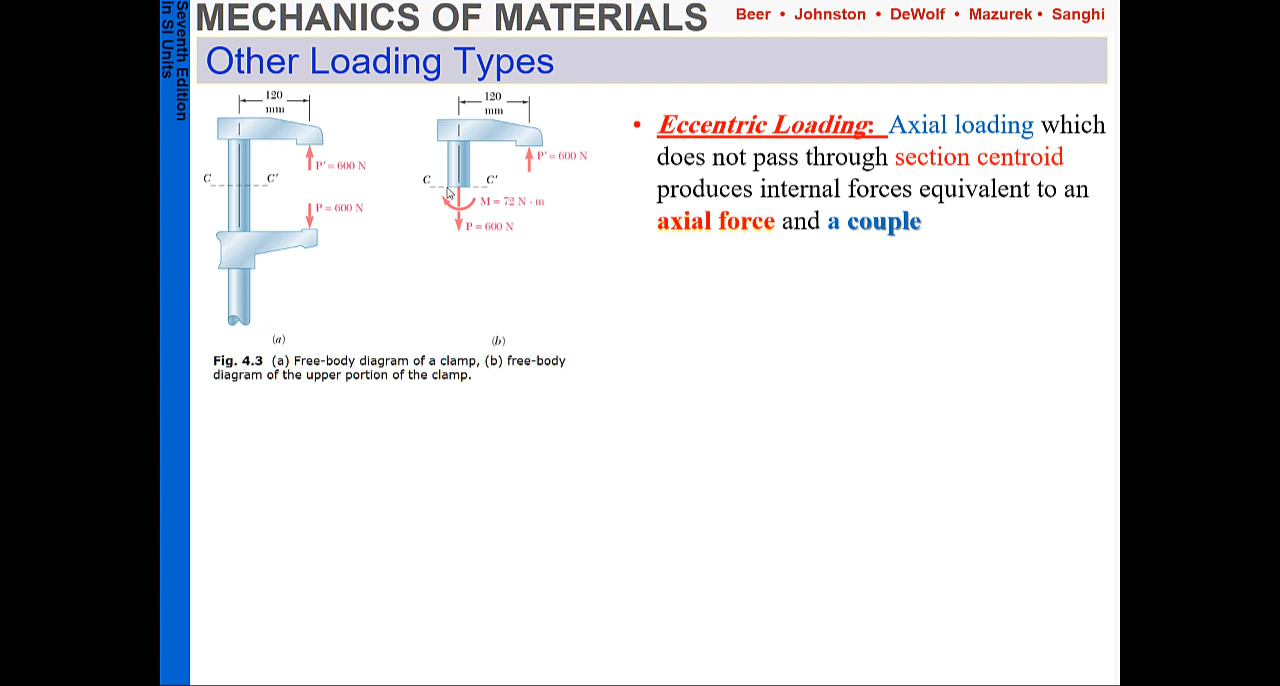 Seventh Edition
in SI Units
MECHANICS OF MATERIALS
Beer • Johnston • DeWolf • Mazurek • Sanghi
Other Loading Types
120
mm
P' = 600 N
C
C'
P = 600 N
(a)
120
mm
P' = 600 N
C
C'
M = 72 N · m
P = 600 N
(b)
Fig. 4.3 (a) Free-body diagram of a clamp, (b) free-body
diagram of the upper portion of the clamp.
• Eccentric Loading: Axial loading which
does not pass through section centroid
produces internal forces equivalent to an
axial force and a couple